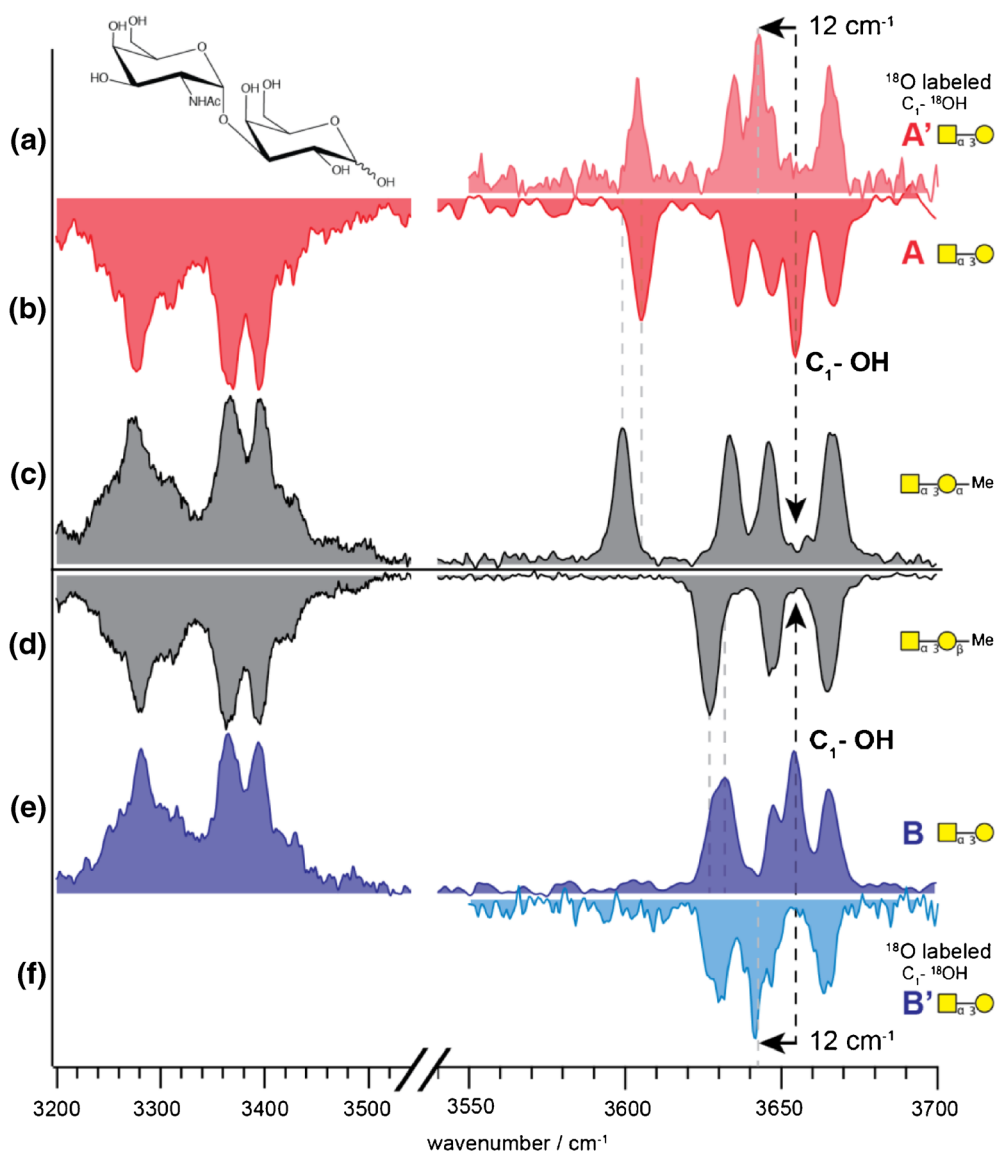 OH OH
O
HO
NHAc
O
OH OH
O
OH
OH
12 cm⁻¹
¹⁸O labeled
C₁- ¹⁸OH
(a)
A' α 3
(b)
A α 3
C₁- OH
(c)
α 3 α Me
(d)
α 3 β Me
C₁- OH
(e)
B α 3
(f)
¹⁸O labeled
C₁- ¹⁸OH
B' α 3
12 cm⁻¹
3200 3300 3400 3500 3550 3600 3650 3700
wavenumber / cm⁻¹